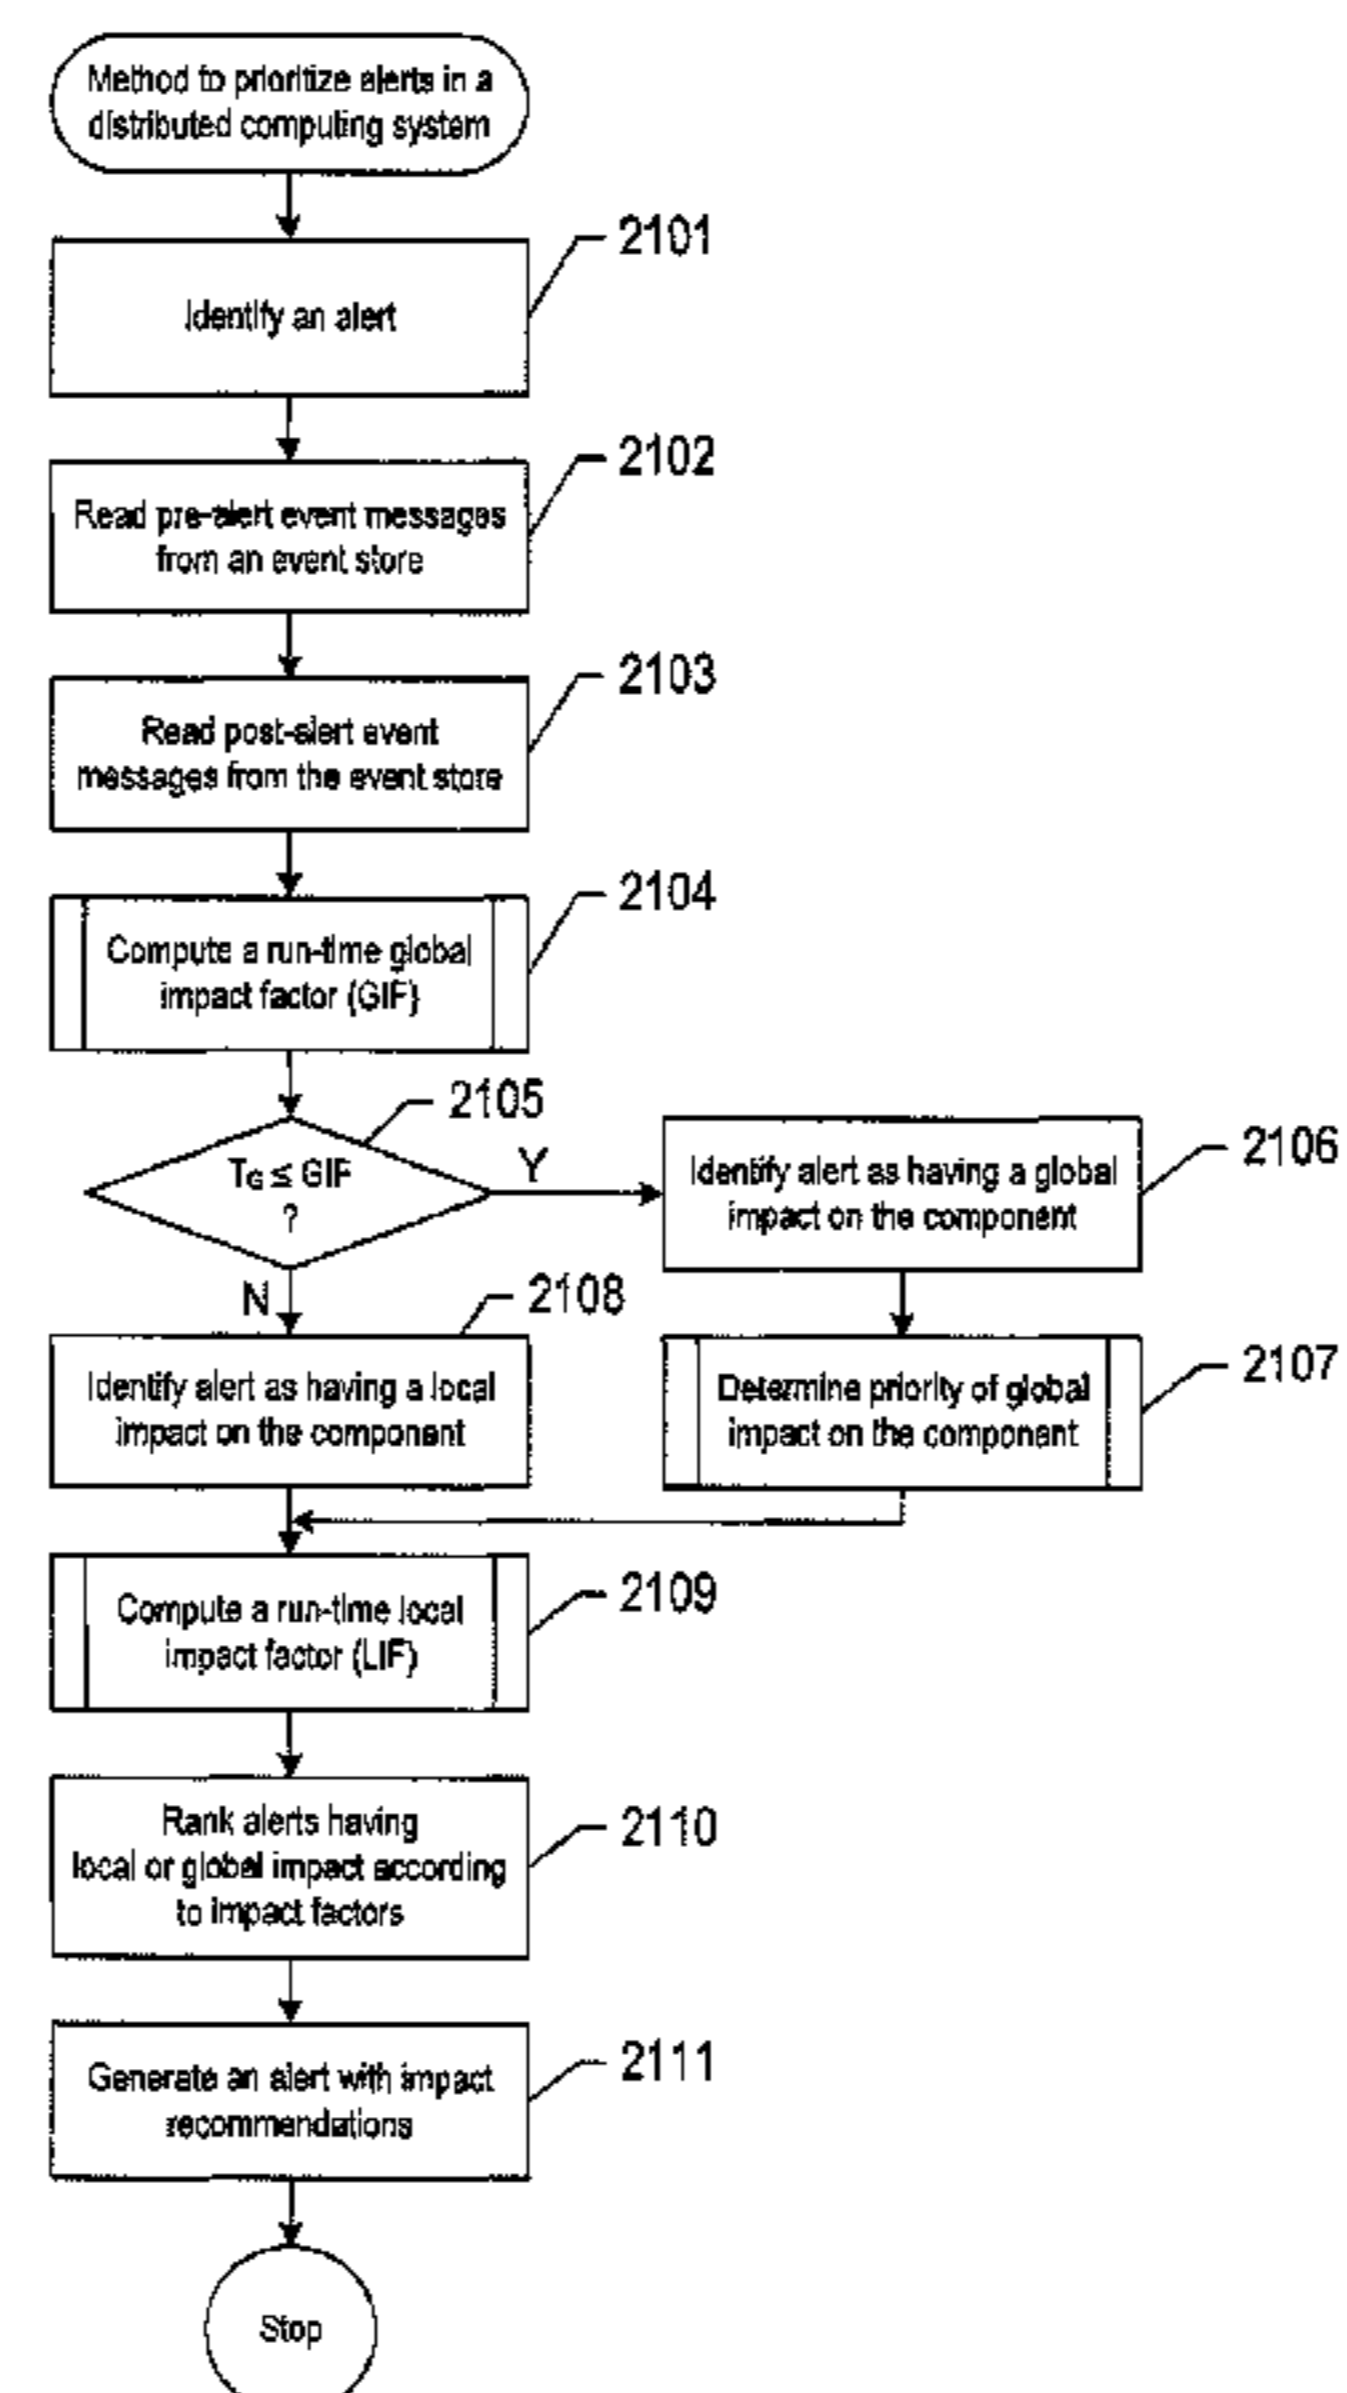 Method to prioritize alerts in a
distributed computing system
2101
Identify an alert
2102
Read pre-alert event messages
from an event store
2103
Read post-alert event
messages from the event store
2104
Compute a run-time global
impact factor (GIF)
2105
TG ≤ GIF
?
Y
2106
Identify alert as having a global
impact on the component
N
2108
Identify alert as having a local
impact on the component
2107
Determine priority of global
impact on the component
2109
Compute a run-time local
impact factor (LIF)
2110
Rank alerts having
local or global impact according
to impact factors
2111
Generate an alert with impact
recommendations
Stop